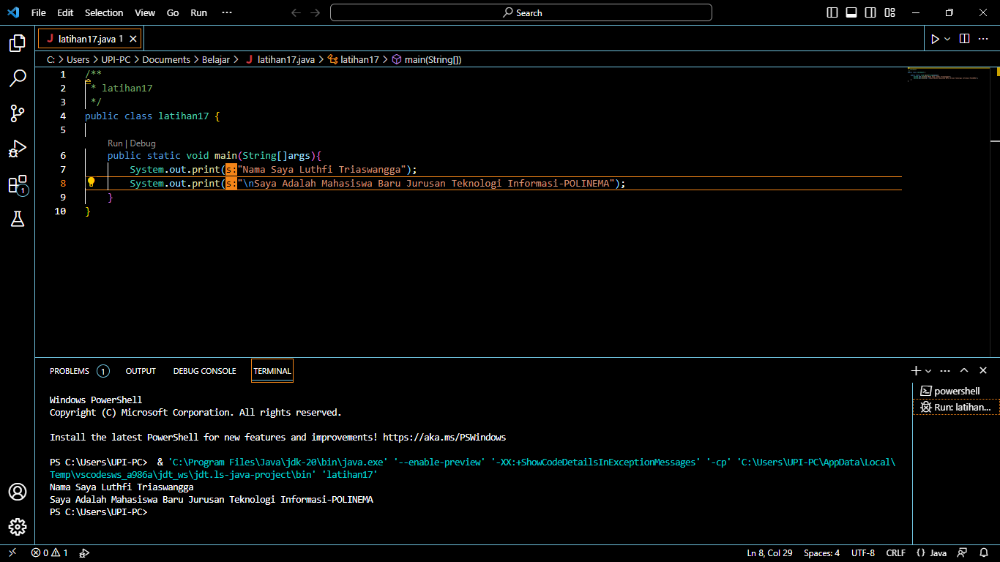 File Edit Selection View Go Run ···
Search
latihan17.java 1
C: > Users > UPI-PC > Documents > Belajar > latihan17.java > latihan17 > main(String[])
1 /**
2 * latihan17
3 */
4 public class latihan17 {
5
Run | Debug
6 public static void main(String[]args){
7 System.out.print(s:"Nama Saya Luthfi Triaswangga");
8 System.out.print(s:"\nSaya Adalah Mahasiswa Baru Jurusan Teknologi Informasi-POLINEMA");
9 }
10 }
1
PROBLEMS 1 OUTPUT DEBUG CONSOLE TERMINAL
powershell
Run: latihan...
Windows PowerShell
Copyright (C) Microsoft Corporation. All rights reserved.
Install the latest PowerShell for new features and improvements! https://aka.ms/PSWindows
PS C:\Users\UPI-PC>  & 'C:\Program Files\Java\jdk-20\bin\java.exe' '--enable-preview' '-XX:+ShowCodeDetailsInExceptionMessages' '-cp' 'C:\Users\UPI-PC\AppData\Local\
Temp\vscodesws_a986a\jdt_ws\jdt.ls-java-project\bin' 'latihan17'
Nama Saya Luthfi Triaswangga
Saya Adalah Mahasiswa Baru Jurusan Teknologi Informasi-POLINEMA
PS C:\Users\UPI-PC>
0 1 Ln 8, Col 29 Spaces: 4 UTF-8 CRLF {} Java